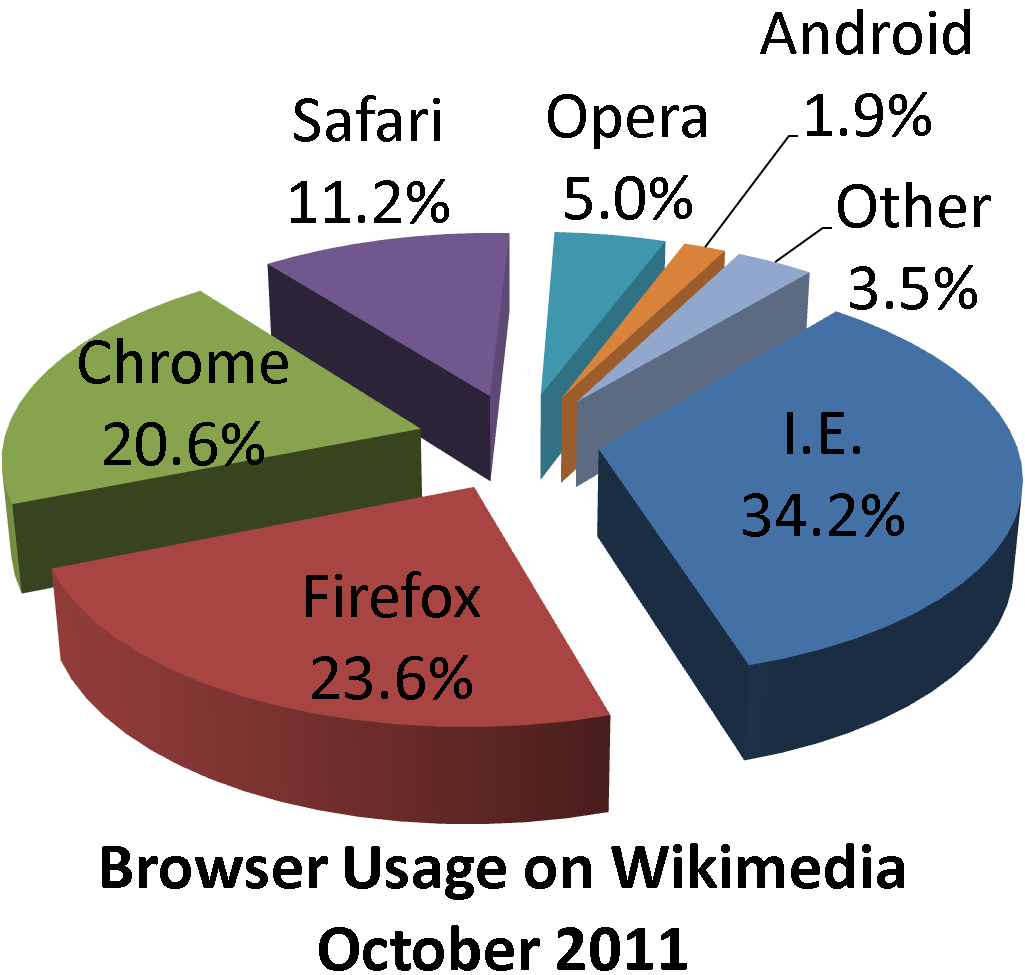 Android
1.9%
Safari
11.2%
Opera
5.0%
Other
3.5%
Chrome
20.6%
I.E.
34.2%
Firefox
23.6%
Browser Usage on Wikimedia
October 2011